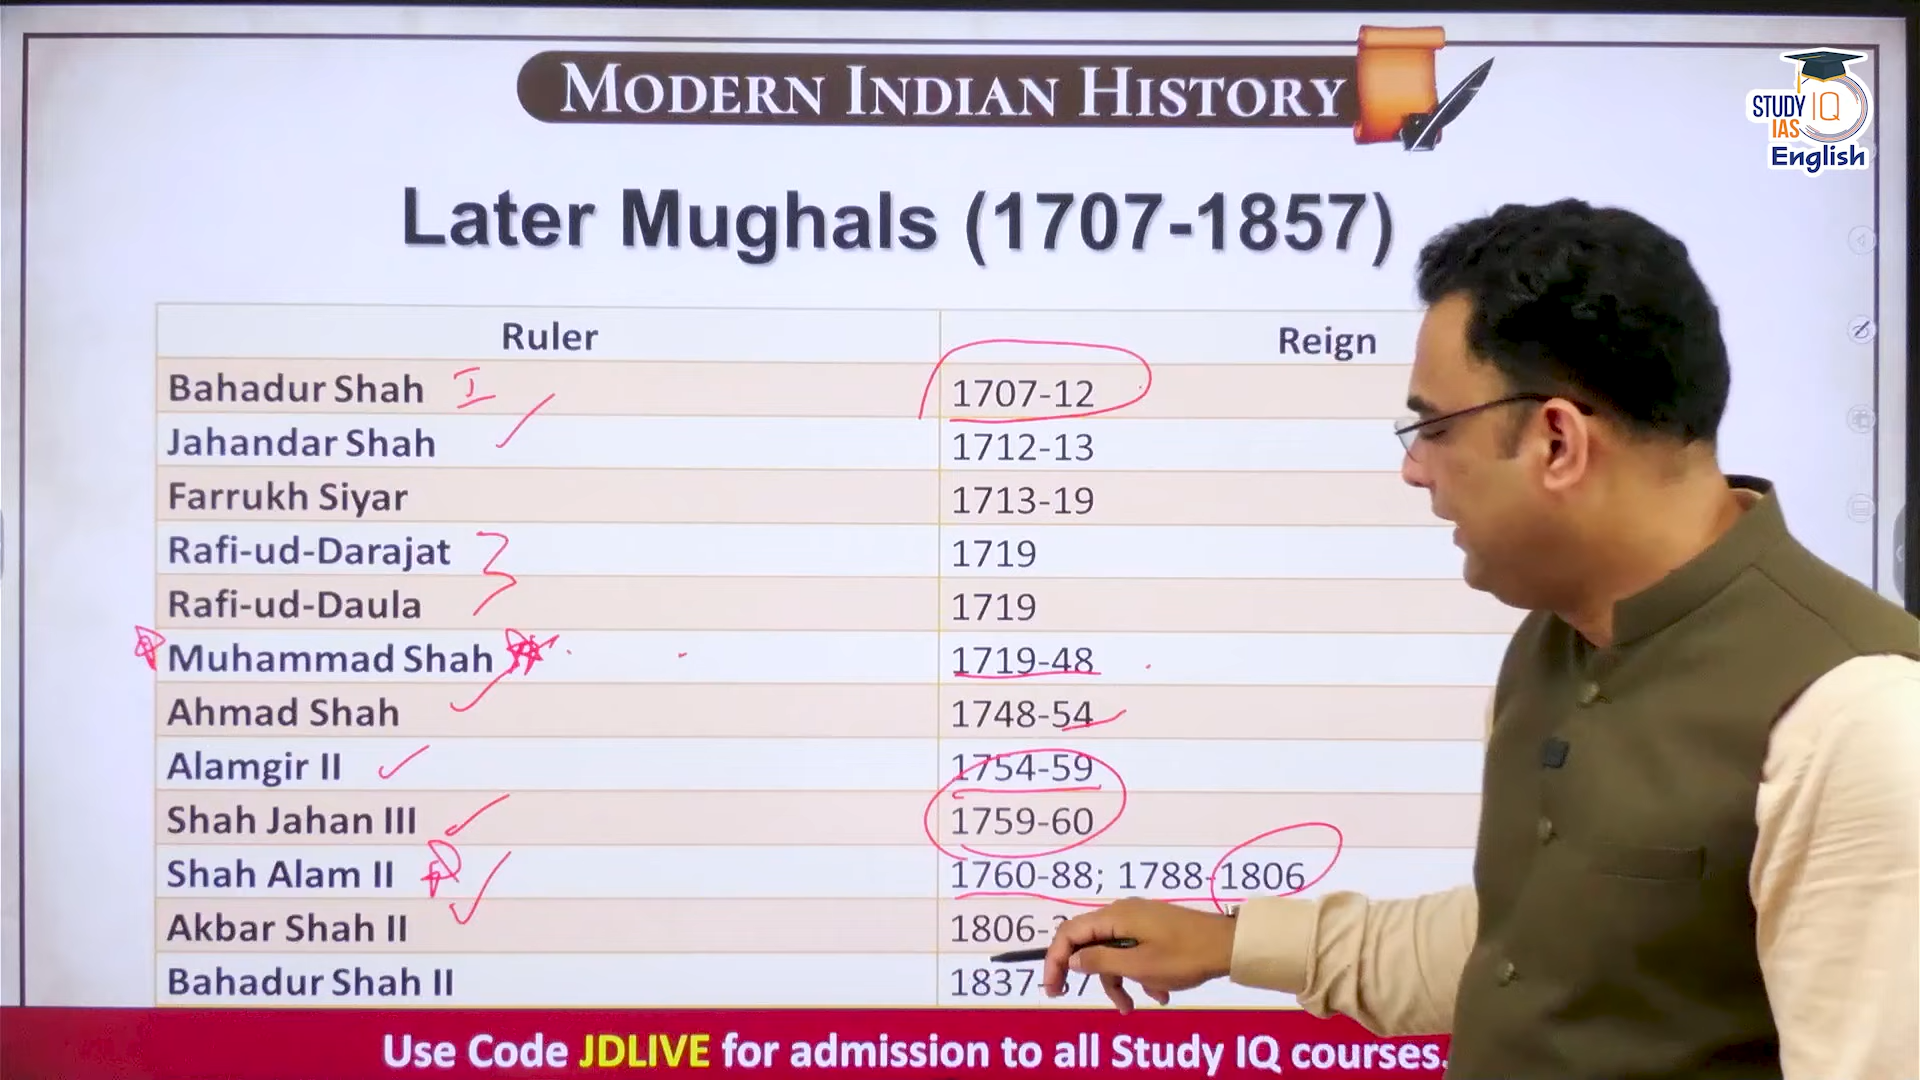 MODERN INDIAN HISTORY
STUDY IQ
IAS
English
Later Mughals (1707-1857)
Ruler Reign
Bahadur Shah I 1707-12
Jahandar Shah 1712-13
Farrukh Siyar 1713-19
Rafi-ud-Darajat 1719
Rafi-ud-Daula 1719
Muhammad Shah 1719-48
Ahmad Shah 1748-54
Alamgir II 1754-59
Shah Jahan III 1759-60
Shah Alam II 1760-88; 1788-1806
Akbar Shah II 1806-
Bahadur Shah II 1837-
Use Code JDLIVE for admission to all Study IQ courses.